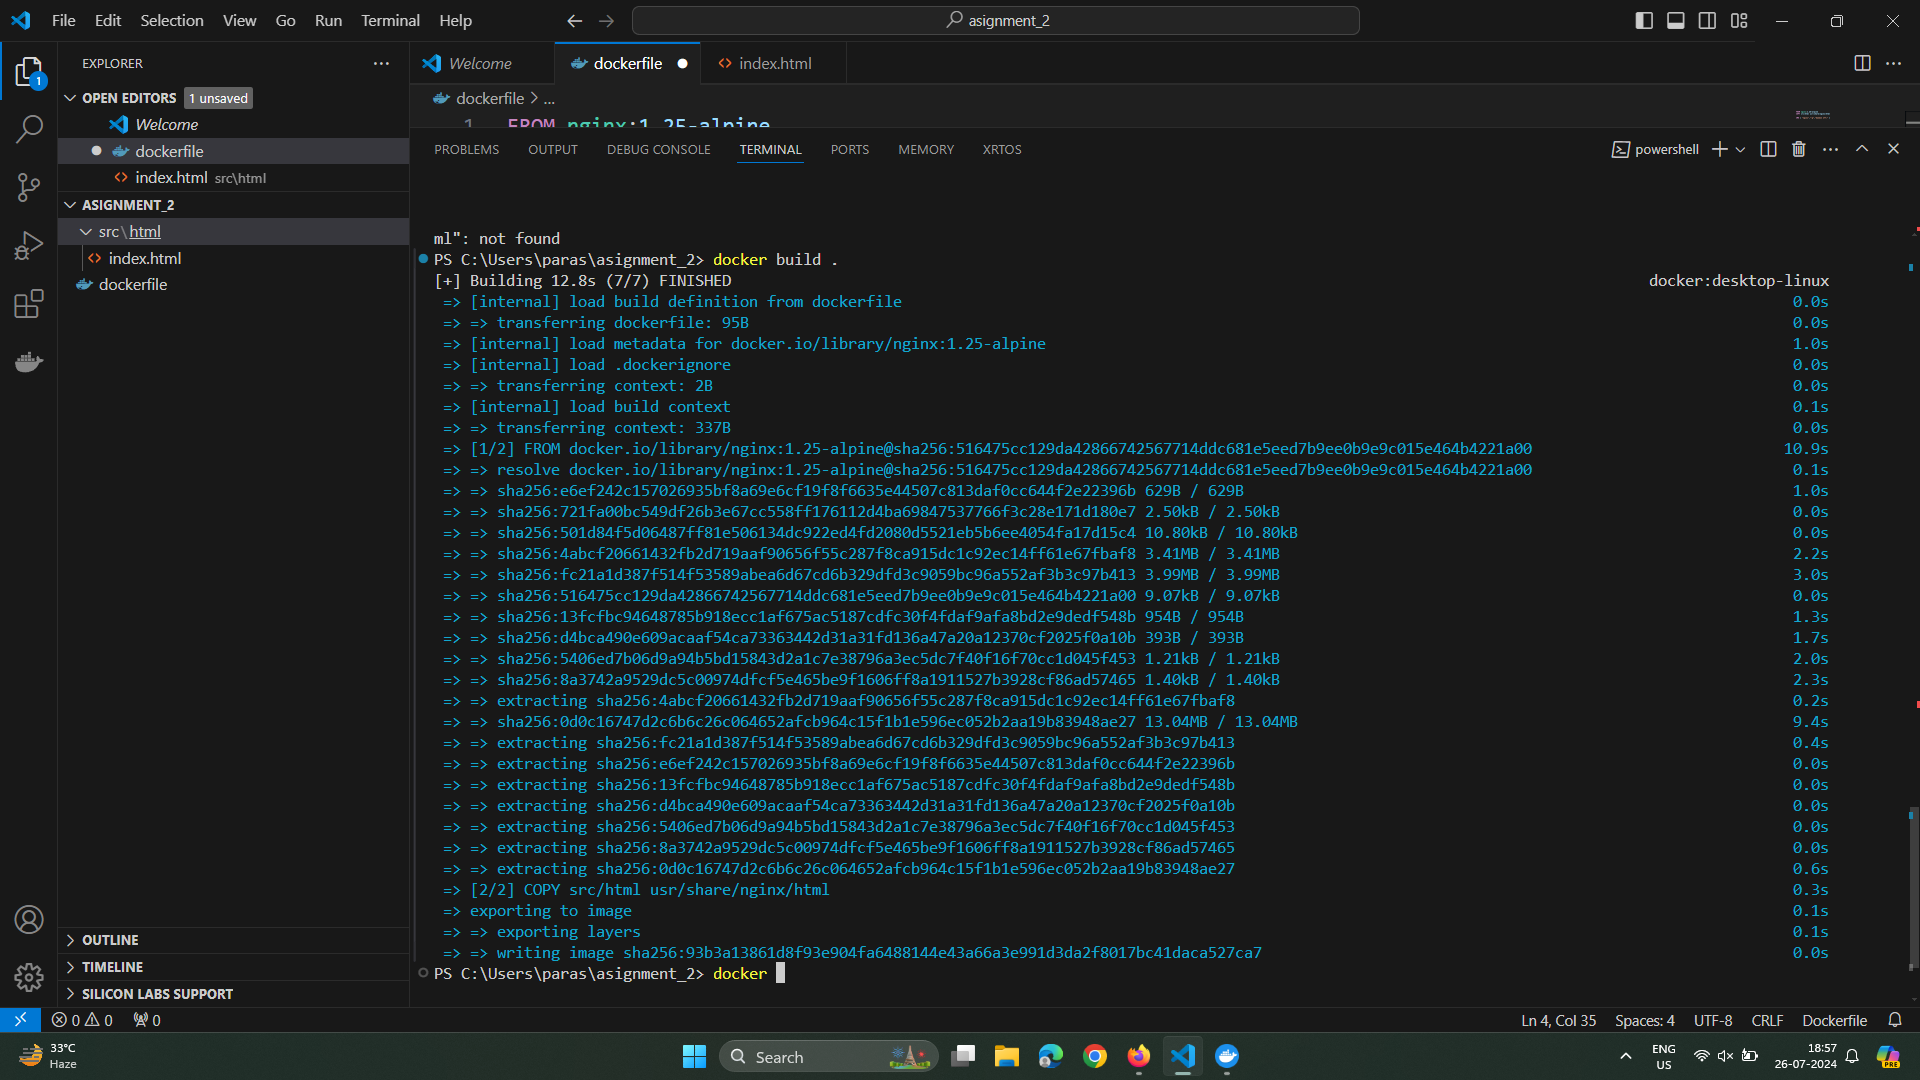 File Edit Selection View Go Run Terminal Help
asignment_2
EXPLORER
OPEN EDITORS 1 unsaved
Welcome
dockerfile
index.html src\html
ASIGNMENT_2
src\html
index.html
dockerfile
OUTLINE
TIMELINE
SILICON LABS SUPPORT
1
Welcome
dockerfile
index.html
dockerfile > ...
1 FROM nginx:1.25-alpine
PROBLEMS OUTPUT DEBUG CONSOLE TERMINAL PORTS MEMORY XRTOS
powershell
ml": not found
PS C:\Users\paras\asignment_2> docker build .
[+] Building 12.8s (7/7) FINISHED docker:desktop-linux
=> [internal] load build definition from dockerfile 0.0s
=> => transferring dockerfile: 95B 0.0s
=> [internal] load metadata for docker.io/library/nginx:1.25-alpine 1.0s
=> [internal] load .dockerignore 0.0s
=> => transferring context: 2B 0.0s
=> [internal] load build context 0.1s
=> => transferring context: 337B 0.0s
=> [1/2] FROM docker.io/library/nginx:1.25-alpine@sha256:516475cc129da42866742567714ddc681e5eed7b9ee0b9e9c015e464b4221a00 10.9s
=> => resolve docker.io/library/nginx:1.25-alpine@sha256:516475cc129da42866742567714ddc681e5eed7b9ee0b9e9c015e464b4221a00 0.1s
=> => sha256:e6ef242c157026935bf8a69e6cf19f8f6635e44507c813daf0cc644f2e22396b 629B / 629B 1.0s
=> => sha256:721fa00bc549df26b3e67cc558ff176112d4ba69847537766f3c28e171d180e7 2.50kB / 2.50kB 0.0s
=> => sha256:501d84f5d06487ff81e506134dc922ed4fd2080d5521eb5b6ee4054fa17d15c4 10.80kB / 10.80kB 0.0s
=> => sha256:4abcf20661432fb2d719aaf90656f55c287f8ca915dc1c92ec14ff61e67fbaf8 3.41MB / 3.41MB 2.2s
=> => sha256:fc21a1d387f514f53589abea6d67cd6b329dfd3c9059bc96a552af3b3c97b413 3.99MB / 3.99MB 3.0s
=> => sha256:516475cc129da42866742567714ddc681e5eed7b9ee0b9e9c015e464b4221a00 9.07kB / 9.07kB 0.0s
=> => sha256:13fcfbc94648785b918ecc1af675ac5187cdfc30f4fdaf9afa8bd2e9dedf548b 954B / 954B 1.3s
=> => sha256:d4bca490e609acaaf54ca73363442d31a31fd136a47a20a12370cf2025f0a10b 393B / 393B 1.7s
=> => sha256:5406ed7b06d9a94b5bd15843d2a1c7e38796a3ec5dc7f40f16f70cc1d045f453 1.21kB / 1.21kB 2.0s
=> => sha256:8a3742a9529dc5c00974dfcf5e465be9f1606ff8a1911527b3928cf86ad57465 1.40kB / 1.40kB 2.3s
=> => extracting sha256:4abcf20661432fb2d719aaf90656f55c287f8ca915dc1c92ec14ff61e67fbaf8 0.2s
=> => sha256:0d0c16747d2c6b6c26c064652afcb964c15f1b1e596ec052b2aa19b83948ae27 13.04MB / 13.04MB 9.4s
=> => extracting sha256:fc21a1d387f514f53589abea6d67cd6b329dfd3c9059bc96a552af3b3c97b413 0.4s
=> => extracting sha256:e6ef242c157026935bf8a69e6cf19f8f6635e44507c813daf0cc644f2e22396b 0.0s
=> => extracting sha256:13fcfbc94648785b918ecc1af675ac5187cdfc30f4fdaf9afa8bd2e9dedf548b 0.0s
=> => extracting sha256:d4bca490e609acaaf54ca73363442d31a31fd136a47a20a12370cf2025f0a10b 0.0s
=> => extracting sha256:5406ed7b06d9a94b5bd15843d2a1c7e38796a3ec5dc7f40f16f70cc1d045f453 0.0s
=> => extracting sha256:8a3742a9529dc5c00974dfcf5e465be9f1606ff8a1911527b3928cf86ad57465 0.0s
=> => extracting sha256:0d0c16747d2c6b6c26c064652afcb964c15f1b1e596ec052b2aa19b83948ae27 0.6s
=> [2/2] COPY src/html usr/share/nginx/html 0.3s
=> exporting to image 0.1s
=> => exporting layers 0.1s
=> => writing image sha256:93b3a13861d8f93e904fa6488144e43a66a3e991d3da2f8017bc41daca527ca7 0.0s
PS C:\Users\paras\asignment_2> docker
0 0 0 Ln 4, Col 35 Spaces: 4 UTF-8 CRLF Dockerfile
33°C
Haze
Search
ENG
US
18:57
26-07-2024
PRE